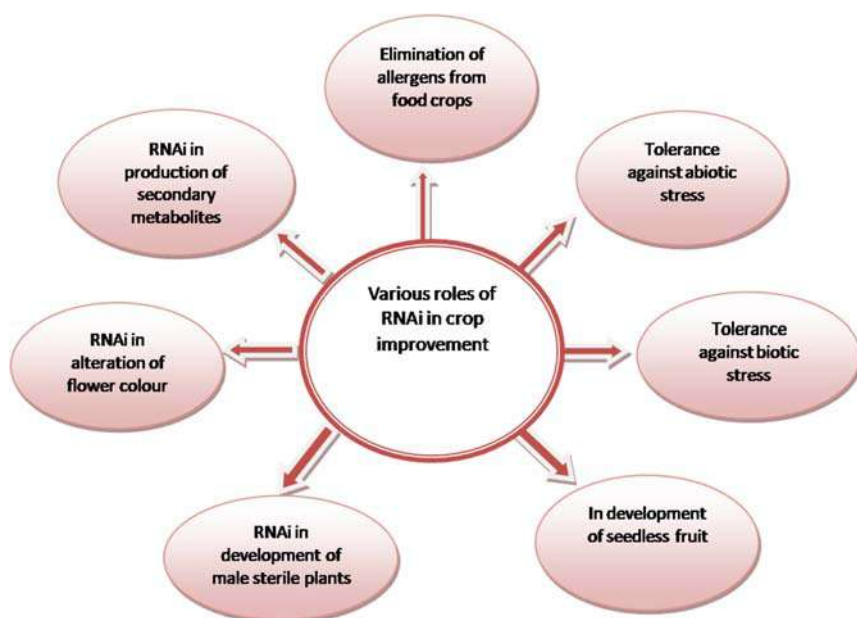 Elimination of
allergens from
food crops
Tolerance
against abiotic
stress
Tolerance
against biotic
stress
In development
of seedless fruit
RNAi in
development of
male sterile plants
RNAi in
alteration of
flower colour
RNAi in
production of
secondary
metabolites
Various roles of
RNAi in crop
improvement